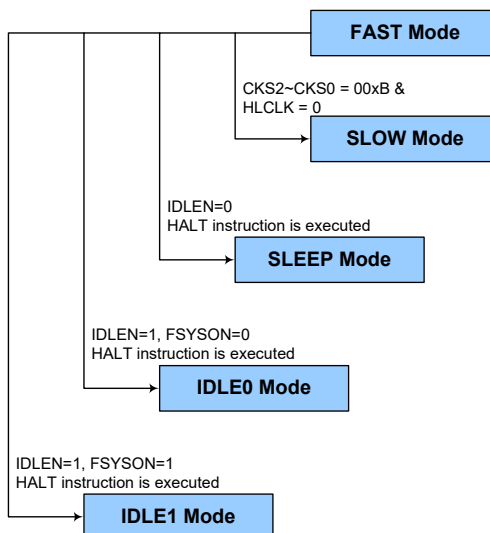 FAST Mode
CKS2~CKS0 = 00xB &
HLCLK = 0
SLOW Mode
IDLEN=0
HALT instruction is executed
SLEEP Mode
IDLEN=1, FSYSON=0
HALT instruction is executed
IDLE0 Mode
IDLEN=1, FSYSON=1
HALT instruction is executed
IDLE1 Mode